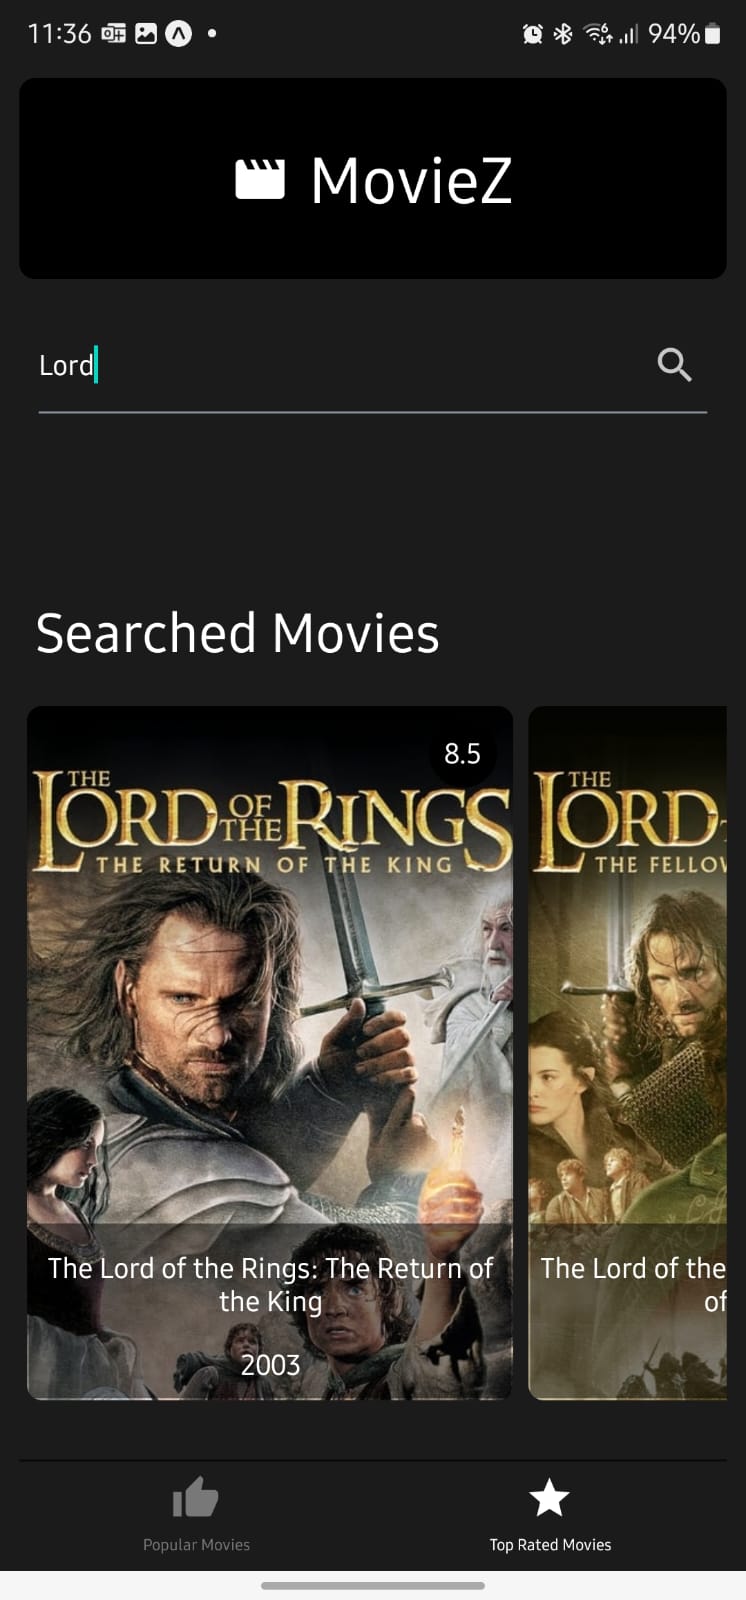 11:36
94%
MovieZ
Lord
Searched Movies
8.5
THE
LORD OF THE RINGS
THE RETURN OF THE KING
The Lord of the Rings: The Return of
the King
2003
THE
LORD
THE FELLOW
The Lord of the
of
Popular Movies
Top Rated Movies